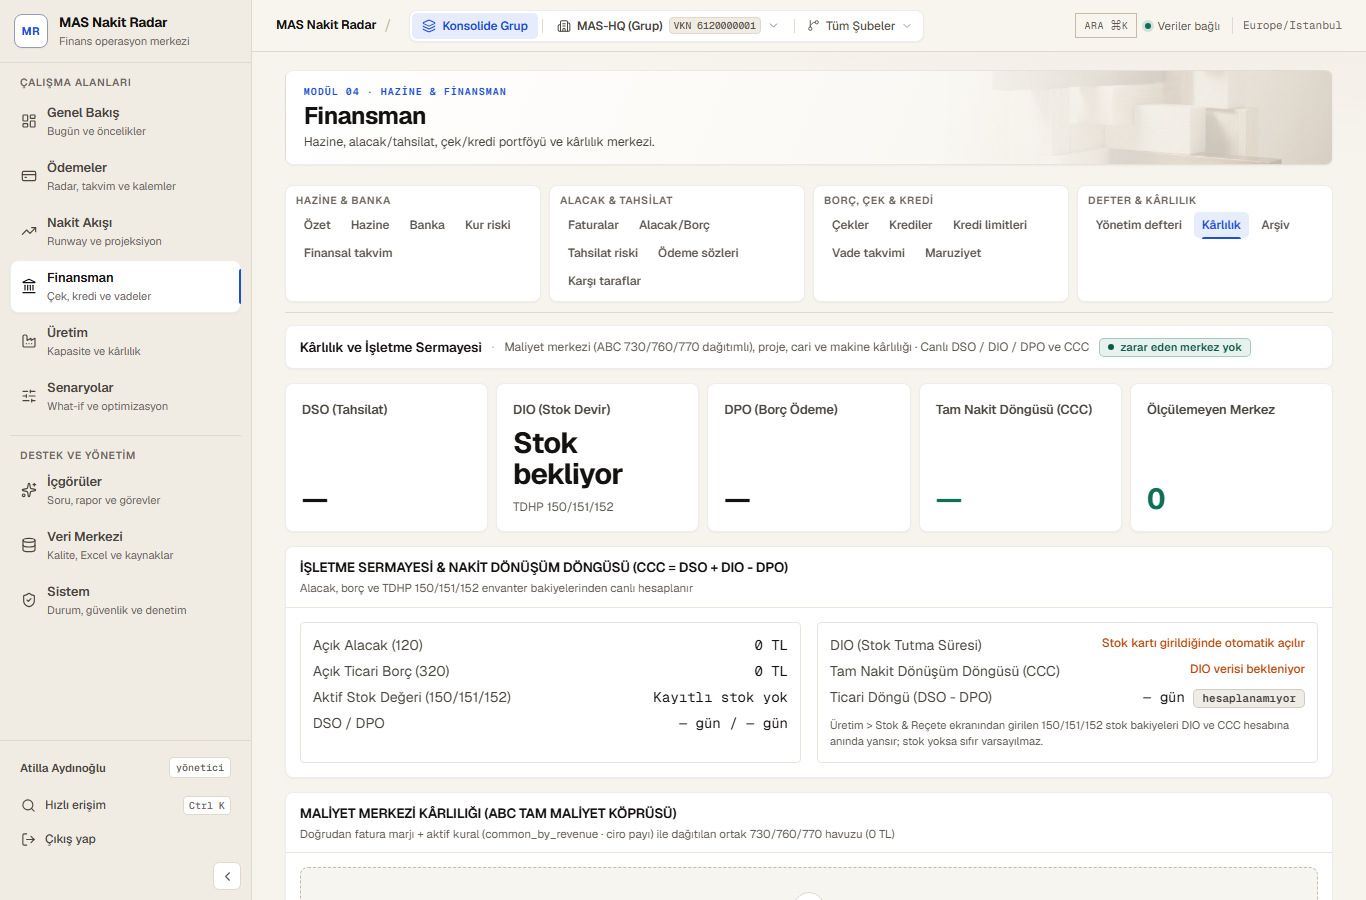 MR
MAS Nakit Radar
Finans operasyon merkezi
ÇALIŞMA ALANLARI
Genel Bakış
Bugün ve öncelikler
Ödemeler
Radar, takvim ve kalemler
Nakit Akışı
Runway ve projeksiyon
Finansman
Çek, kredi ve vadeler
Üretim
Kapasite ve kârlılık
Senaryolar
What-if ve optimizasyon
DESTEK VE YÖNETİM
İçgörüler
Soru, rapor ve görevler
Veri Merkezi
Kalite, Excel ve kaynaklar
Sistem
Durum, güvenlik ve denetim
Atilla Aydınoğlu yönetici
Hızlı erişim Ctrl K
Çıkış yap
MAS Nakit Radar / Konsolide Grup MAS-HQ (Grup) VKN 6120000001 Tüm Şubeler ARA ⌘K Veriler bağlı Europe/Istanbul
MODÜL 04 · HAZİNE & FİNANSMAN
Finansman
Hazine, alacak/tahsilat, çek/kredi portföyü ve kârlılık merkezi.
HAZİNE & BANKA
Özet Hazine Banka Kur riski
Finansal takvim
ALACAK & TAHSİLAT
Faturalar Alacak/Borç
Tahsilat riski Ödeme sözleri
Karşı taraflar
BORÇ, ÇEK & KREDİ
Çekler Krediler Kredi limitleri
Vade takvimi Maruziyet
DEFTER & KÂRLILIK
Yönetim defteri Kârlılık Arşiv
Kârlılık ve İşletme Sermayesi · Maliyet merkezi (ABC 730/760/770 dağıtımlı), proje, cari ve makine kârlılığı · Canlı DSO / DIO / DPO ve CCC zarar eden merkez yok
DSO (Tahsilat)
—
DIO (Stok Devir)
Stok
bekliyor
TDHP 150/151/152
DPO (Borç Ödeme)
—
Tam Nakit Döngüsü (CCC)
—
Ölçülemeyen Merkez
0
İŞLETME SERMAYESİ & NAKİT DÖNÜŞÜM DÖNGÜSÜ (CCC = DSO + DIO - DPO)
Alacak, borç ve TDHP 150/151/152 envanter bakiyelerinden canlı hesaplanır
Açık Alacak (120) 0 TL
Açık Ticari Borç (320) 0 TL
Aktif Stok Değeri (150/151/152) Kayıtlı stok yok
DSO / DPO — gün / — gün
DIO (Stok Tutma Süresi) Stok kartı girildiğinde otomatik açılır
Tam Nakit Dönüşüm Döngüsü (CCC) DIO verisi bekleniyor
Ticari Döngü (DSO - DPO) — gün hesaplanamıyor
Üretim > Stok & Reçete ekranından girilen 150/151/152 stok bakiyeleri DIO ve CCC hesabına
anında yansır; stok yoksa sıfır varsayılmaz.
MALİYET MERKEZİ KÂRLILIĞI (ABC TAM MALİYET KÖPRÜSÜ)
Doğrudan fatura marjı + aktif kural (common_by_revenue · ciro payı) ile dağıtılan ortak 730/760/770 havuzu (0 TL)